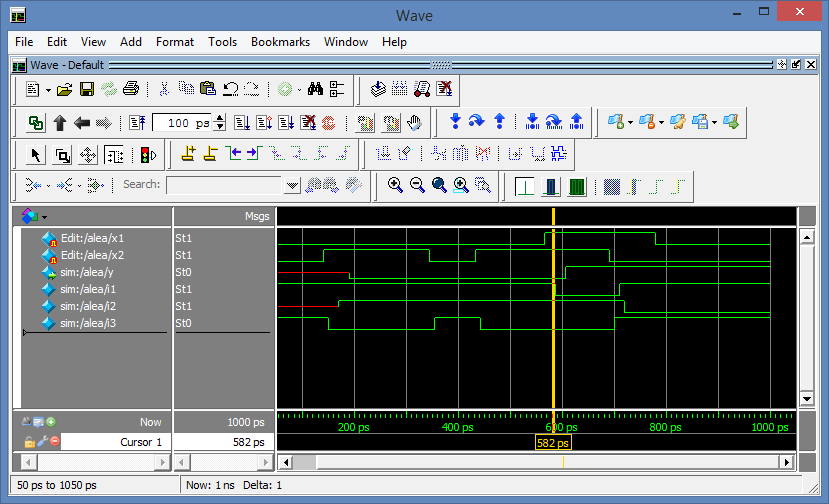 Wave
File Edit View Add Format Tools Bookmarks Window Help
Wave - Default
100 ps
Search:
Msgs
Edit:/alea/x1 St1
Edit:/alea/x2 St1
sim:/alea/y St0
sim:/alea/i1 St1
sim:/alea/i2 St1
sim:/alea/i3 St0
Now 1000 ps 200 ps 400 ps 600 ps 800 ps 1000 ps
Cursor 1 582 ps 582 ps
50 ps to 1050 ps Now: 1 ns Delta: 1